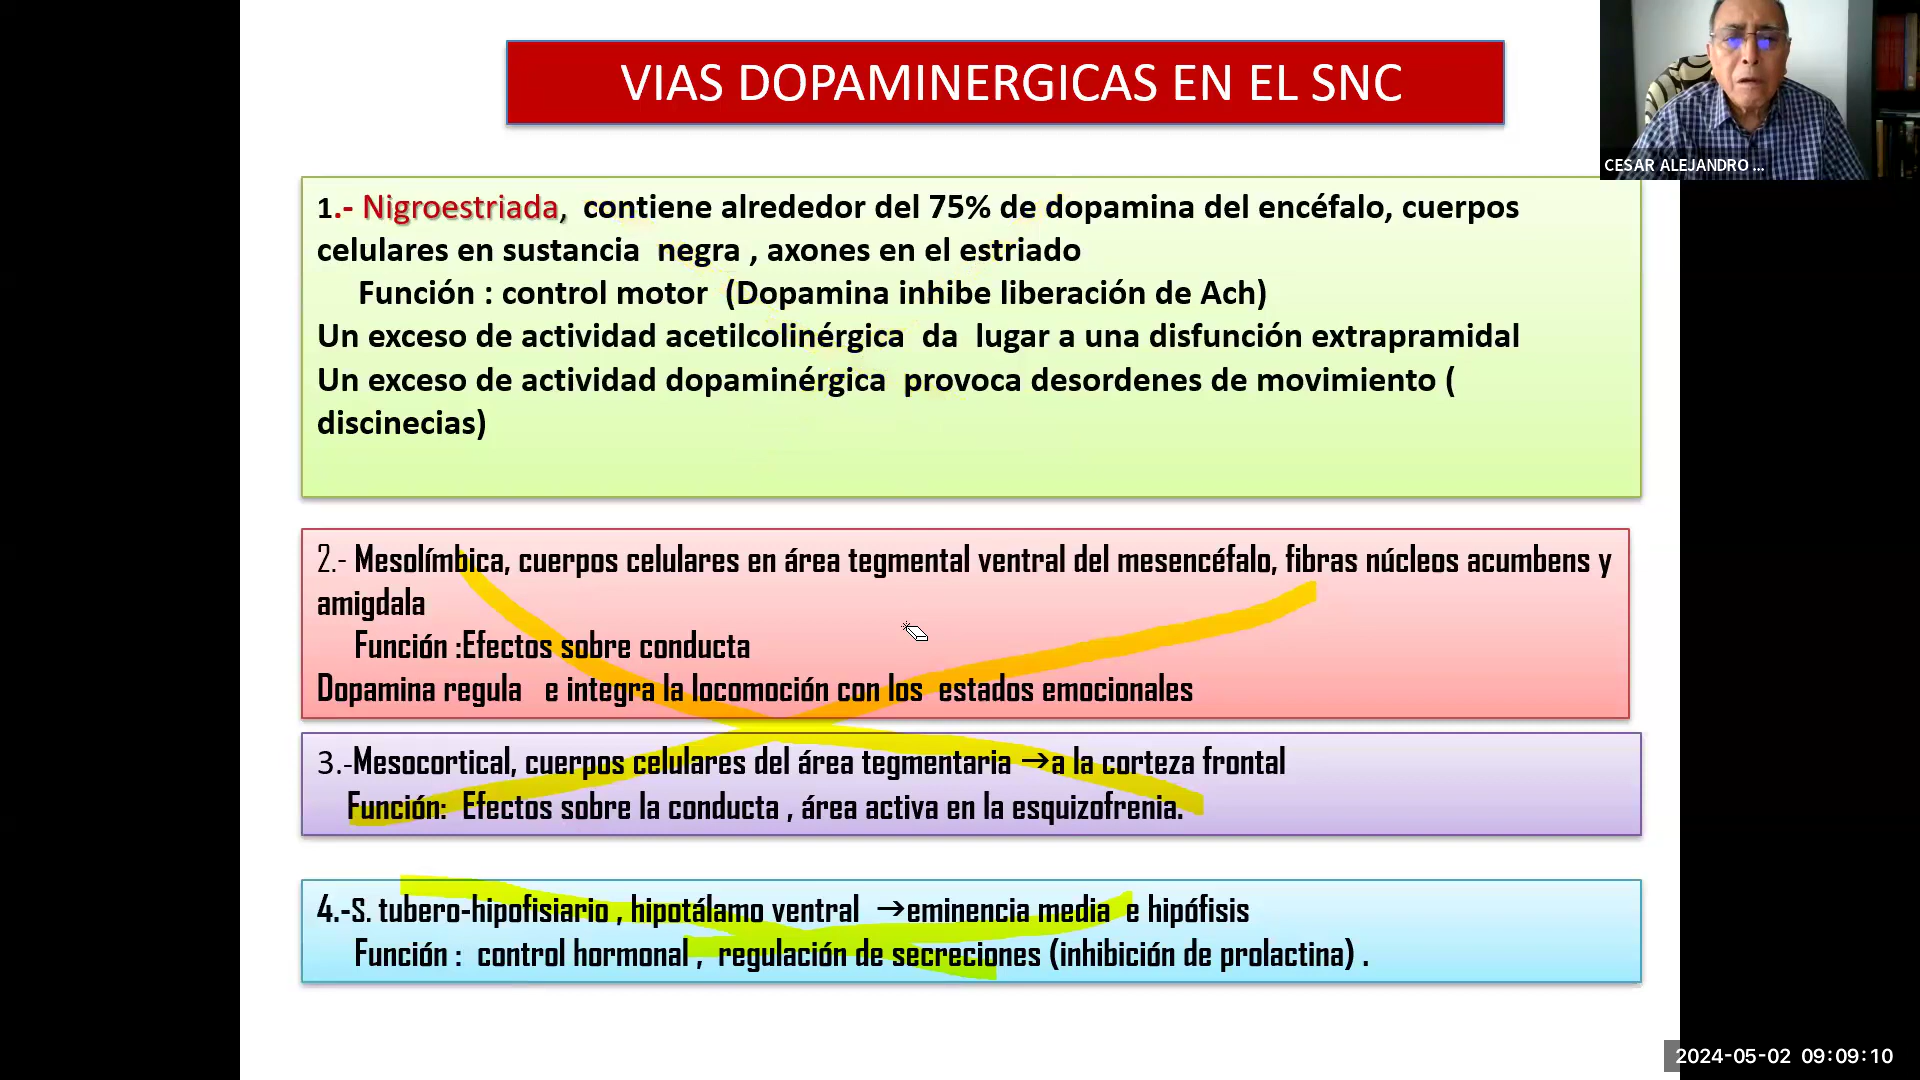 VIAS DOPAMINERGICAS EN EL SNC
CESAR ALEJANDRO ...
1.- Nigroestriada, contiene alrededor del 75% de dopamina del encéfalo, cuerpos
celulares en sustancia negra , axones en el estriado
Función : control motor (Dopamina inhibe liberación de Ach)
Un exceso de actividad acetilcolinérgica da lugar a una disfunción extrapramidal
Un exceso de actividad dopaminérgica provoca desordenes de movimiento (
discinecias)
2.- Mesolímbica, cuerpos celulares en área tegmental ventral del mesencéfalo, fibras núcleos acumbens y
amigdala
Función :Efectos sobre conducta
Dopamina regula e integra la locomoción con los estados emocionales
3.-Mesocortical, cuerpos celulares del área tegmentaria →a la corteza frontal
Función: Efectos sobre la conducta , área activa en la esquizofrenia.
4.-S. tubero-hipofisiario , hipotálamo ventral →eminencia media e hipófisis
Función : control hormonal , regulación de secreciones (inhibición de prolactina) .
2024-05-02 09:09:10